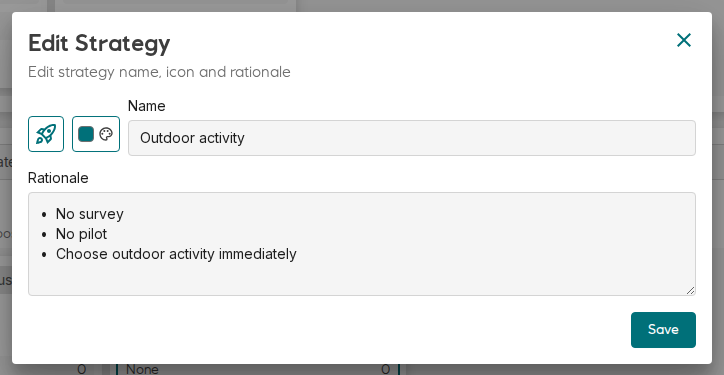 Edit Strategy
Edit strategy name, icon and rationale
Name
Outdoor activity
Rationale
• No survey
• No pilot
• Choose outdoor activity immediately
Save
0
None
0